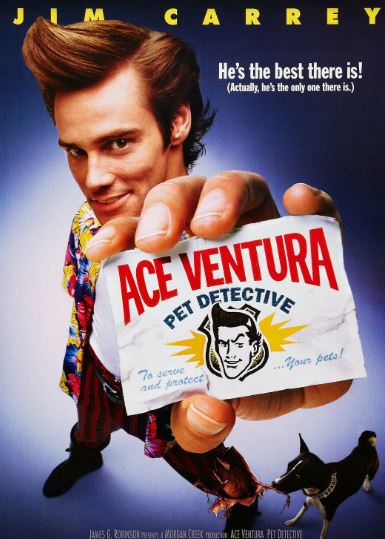 JIM CARREY
He's the best there is!
(Actually, he's the only one there is.)
ACE VENTURA
PET DETECTIVE
To serve
and protect
...Your pets!
JAMES G. ROBINSON PRESENTS A MORGAN CREEK PRODUCTION ACE VENTURA PET DETECTIVE